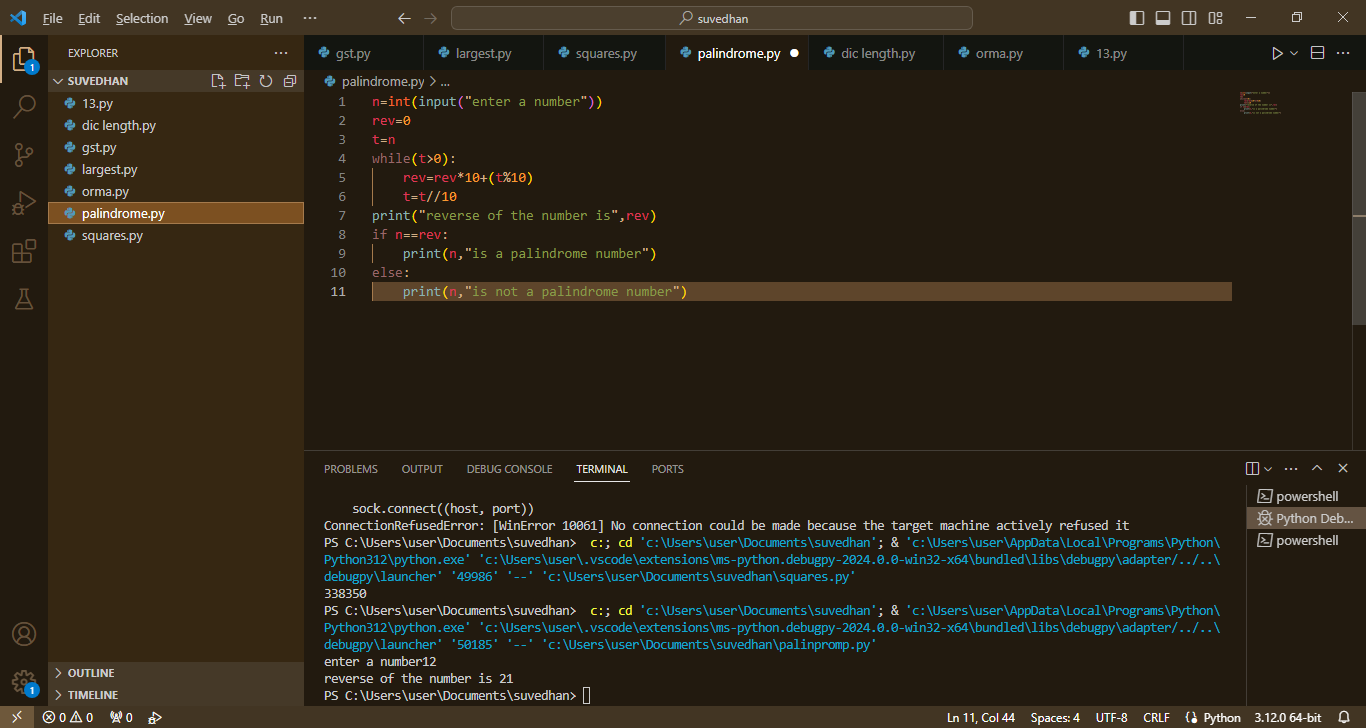 File Edit Selection View Go Run ··· suvedhan
EXPLORER ···
SUVEDHAN
13.py
dic length.py
gst.py
largest.py
orma.py
palindrome.py
squares.py
OUTLINE
TIMELINE
gst.py largest.py squares.py palindrome.py dic length.py orma.py 13.py
palindrome.py > ...
1 n=int(input("enter a number"))
2 rev=0
3 t=n
4 while(t>0):
5 rev=rev*10+(t%10)
6 t=t//10
7 print("reverse of the number is",rev)
8 if n==rev:
9 print(n,"is a palindrome number")
10 else:
11 print(n,"is not a palindrome number")
PROBLEMS OUTPUT DEBUG CONSOLE TERMINAL PORTS
sock.connect((host, port))
ConnectionRefusedError: [WinError 10061] No connection could be made because the target machine actively refused it
PS C:\Users\user\Documents\suvedhan> c:; cd 'c:\Users\user\Documents\suvedhan'; & 'c:\Users\user\AppData\Local\Programs\Python\
Python312\python.exe' 'c:\Users\user\.vscode\extensions\ms-python.debugpy-2024.0.0-win32-x64\bundled\libs\debugpy\adapter/../..\
debugpy\launcher' '49986' '--' 'c:\Users\user\Documents\suvedhan\squares.py'
338350
PS C:\Users\user\Documents\suvedhan> c:; cd 'c:\Users\user\Documents\suvedhan'; & 'c:\Users\user\AppData\Local\Programs\Python\
Python312\python.exe' 'c:\Users\user\.vscode\extensions\ms-python.debugpy-2024.0.0-win32-x64\bundled\libs\debugpy\adapter/../..\
debugpy\launcher' '50185' '--' 'c:\Users\user\Documents\suvedhan\palinpromp.py'
enter a number12
reverse of the number is 21
PS C:\Users\user\Documents\suvedhan>
powershell
Python Deb...
powershell
1
1
0 0 0 Ln 11, Col 44 Spaces: 4 UTF-8 CRLF Python 3.12.0 64-bit